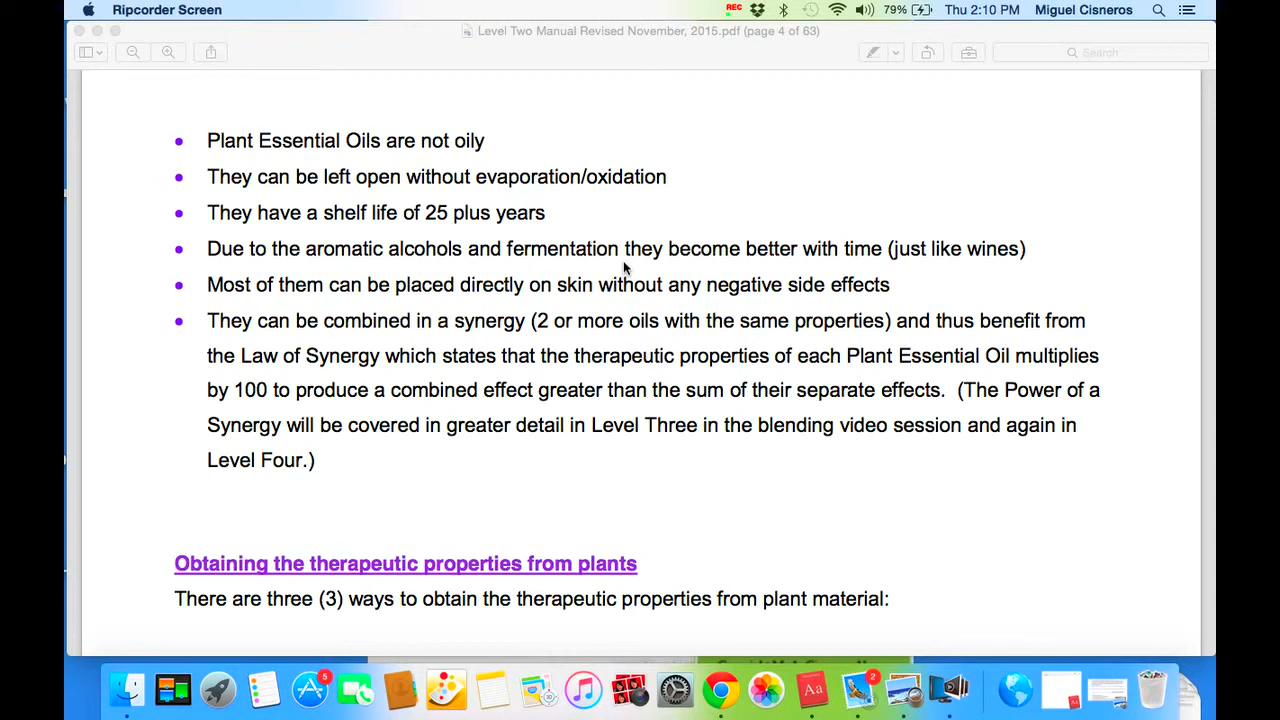 Ripcorder Screen
REC
79%
Thu 2:10 PM
Miguel Cisneros
Level Two Manual Revised November, 2015.pdf (page 4 of 63)
Search
• Plant Essential Oils are not oily
• They can be left open without evaporation/oxidation
• They have a shelf life of 25 plus years
• Due to the aromatic alcohols and fermentation they become better with time (just like wines)
• Most of them can be placed directly on skin without any negative side effects
• They can be combined in a synergy (2 or more oils with the same properties) and thus benefit from
the Law of Synergy which states that the therapeutic properties of each Plant Essential Oil multiplies
by 100 to produce a combined effect greater than the sum of their separate effects. (The Power of a
Synergy will be covered in greater detail in Level Three in the blending video session and again in
Level Four.)
Obtaining the therapeutic properties from plants
There are three (3) ways to obtain the therapeutic properties from plant material:
5
Aa
2